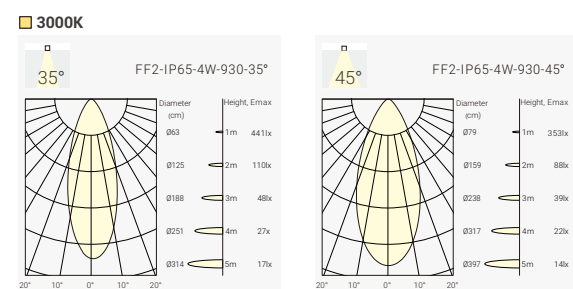 3000K
35°
FF2-IP65-4W-930-35°
Diameter
(cm)
Height, Emax
Ø63 1m 441lx
Ø125 2m 110lx
Ø188 3m 48lx
Ø251 4m 27x
Ø314 5m 17lx
20° 10° 0° 10° 20°
45°
FF2-IP65-4W-930-45°
Diameter
(cm)
Height, Emax
Ø79 1m 353lx
Ø159 2m 88lx
Ø238 3m 39lx
Ø317 4m 22lx
Ø397 5m 14lx
20° 10° 0° 10° 20°